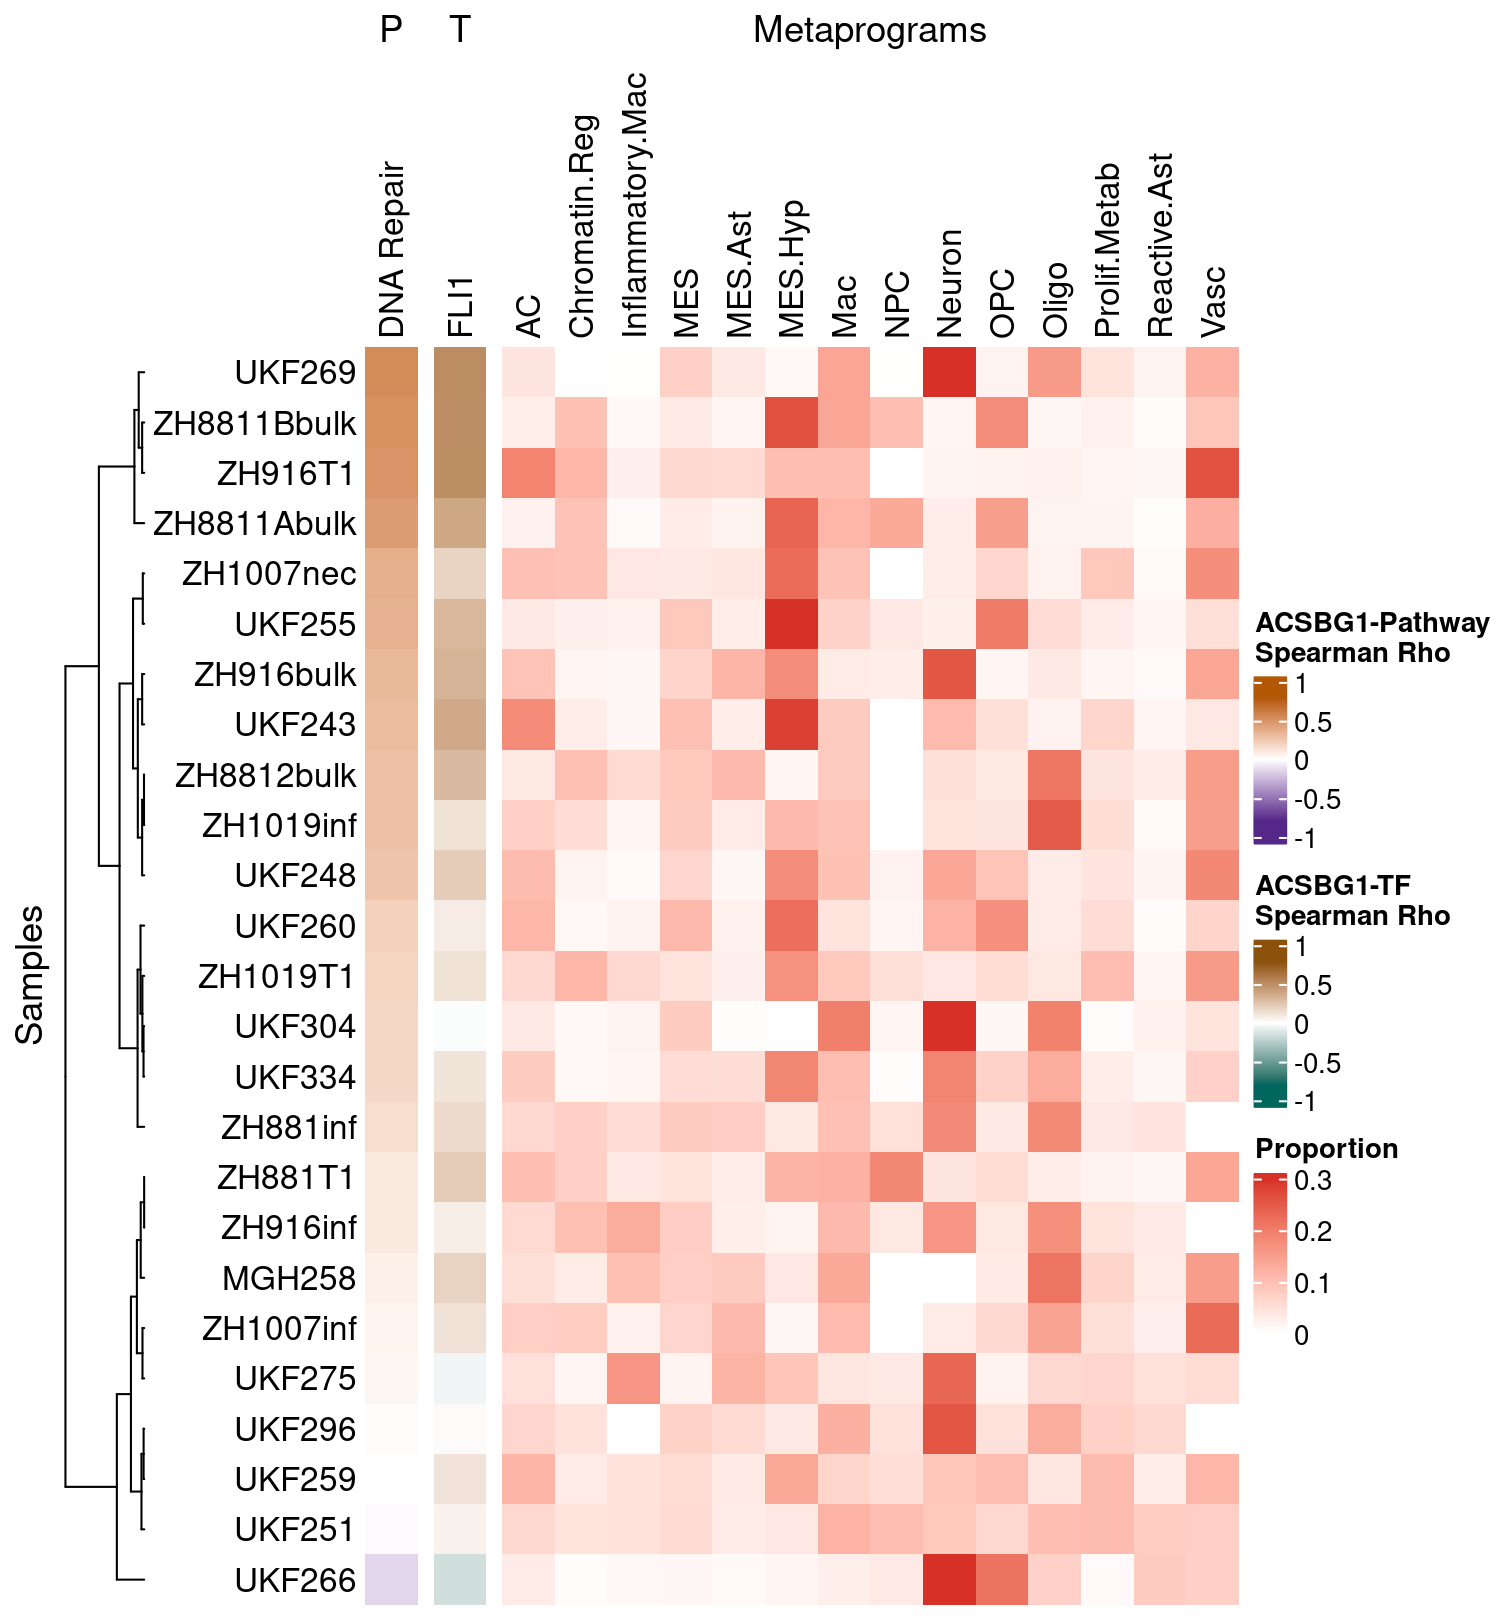 P T Metaprograms
DNA Repair
FLI1
AC
Chromatin.Reg
Inflammatory.Mac
MES
MES.Ast
MES.Hyp
Mac
NPC
Neuron
OPC
Oligo
Prolif.Metab
Reactive.Ast
Vasc
Samples
UKF269
ZH8811Bbulk
ZH916T1
ZH8811Abulk
ZH1007nec
UKF255
ZH916bulk
UKF243
ZH8812bulk
ZH1019inf
UKF248
UKF260
ZH1019T1
UKF304
UKF334
ZH881inf
ZH881T1
ZH916inf
MGH258
ZH1007inf
UKF275
UKF296
UKF259
UKF251
UKF266
ACSBG1-Pathway
Spearman Rho
1
0.5
0
-0.5
-1
ACSBG1-TF
Spearman Rho
1
0.5
0
-0.5
-1
Proportion
0.3
0.2
0.1
0